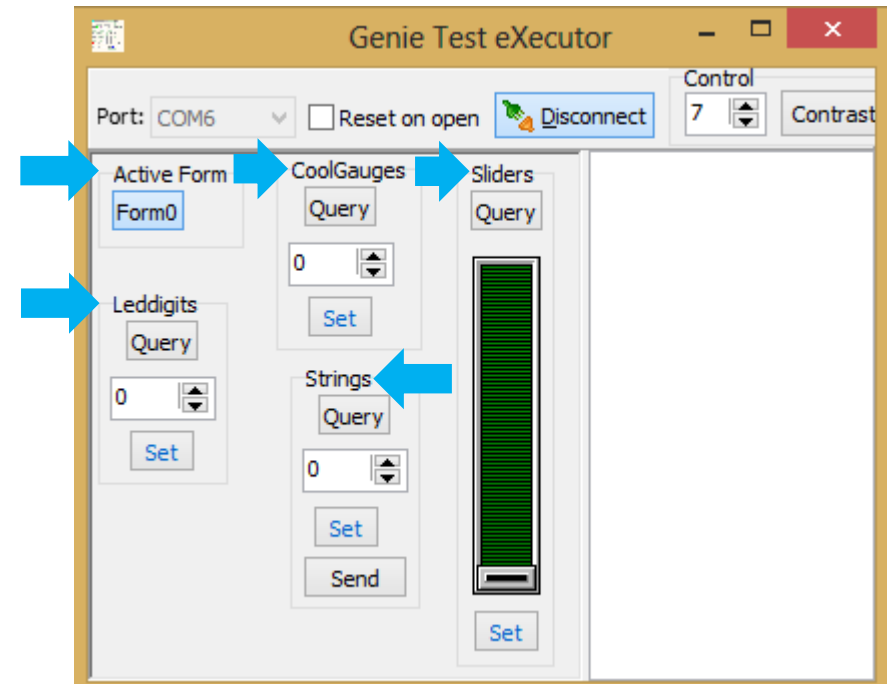 Genie Test eXecutor
Control
Port: COM6 Reset on open Disconnect 7 Contrast
Active Form
Form0
CoolGauges
Query
0
Set
Sliders
Query
Set
Leddigits
Query
0
Set
Strings
Query
0
Set
Send